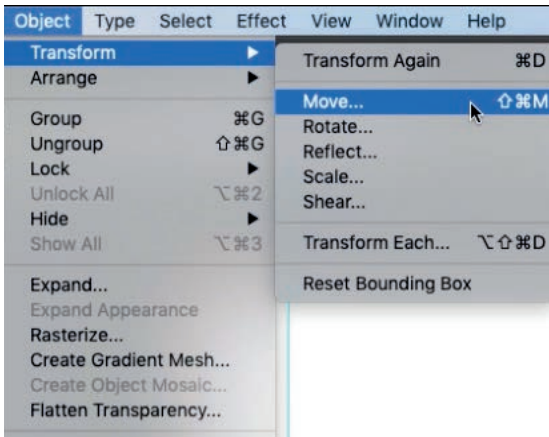 Object Type Select Effect View Window Help
Transform ▶
Arrange ▶
Group ⌘G
Ungroup ⇧⌘G
Lock ▶
Unlock All ⌥⌘2
Hide ▶
Show All ⌥⌘3
Expand...
Expand Appearance
Rasterize...
Create Gradient Mesh...
Create Object Mosaic...
Flatten Transparency...
Transform Again ⌘D
Move... ⇧⌘M
Rotate...
Reflect...
Scale...
Shear...
Transform Each... ⌥⇧⌘D
Reset Bounding Box